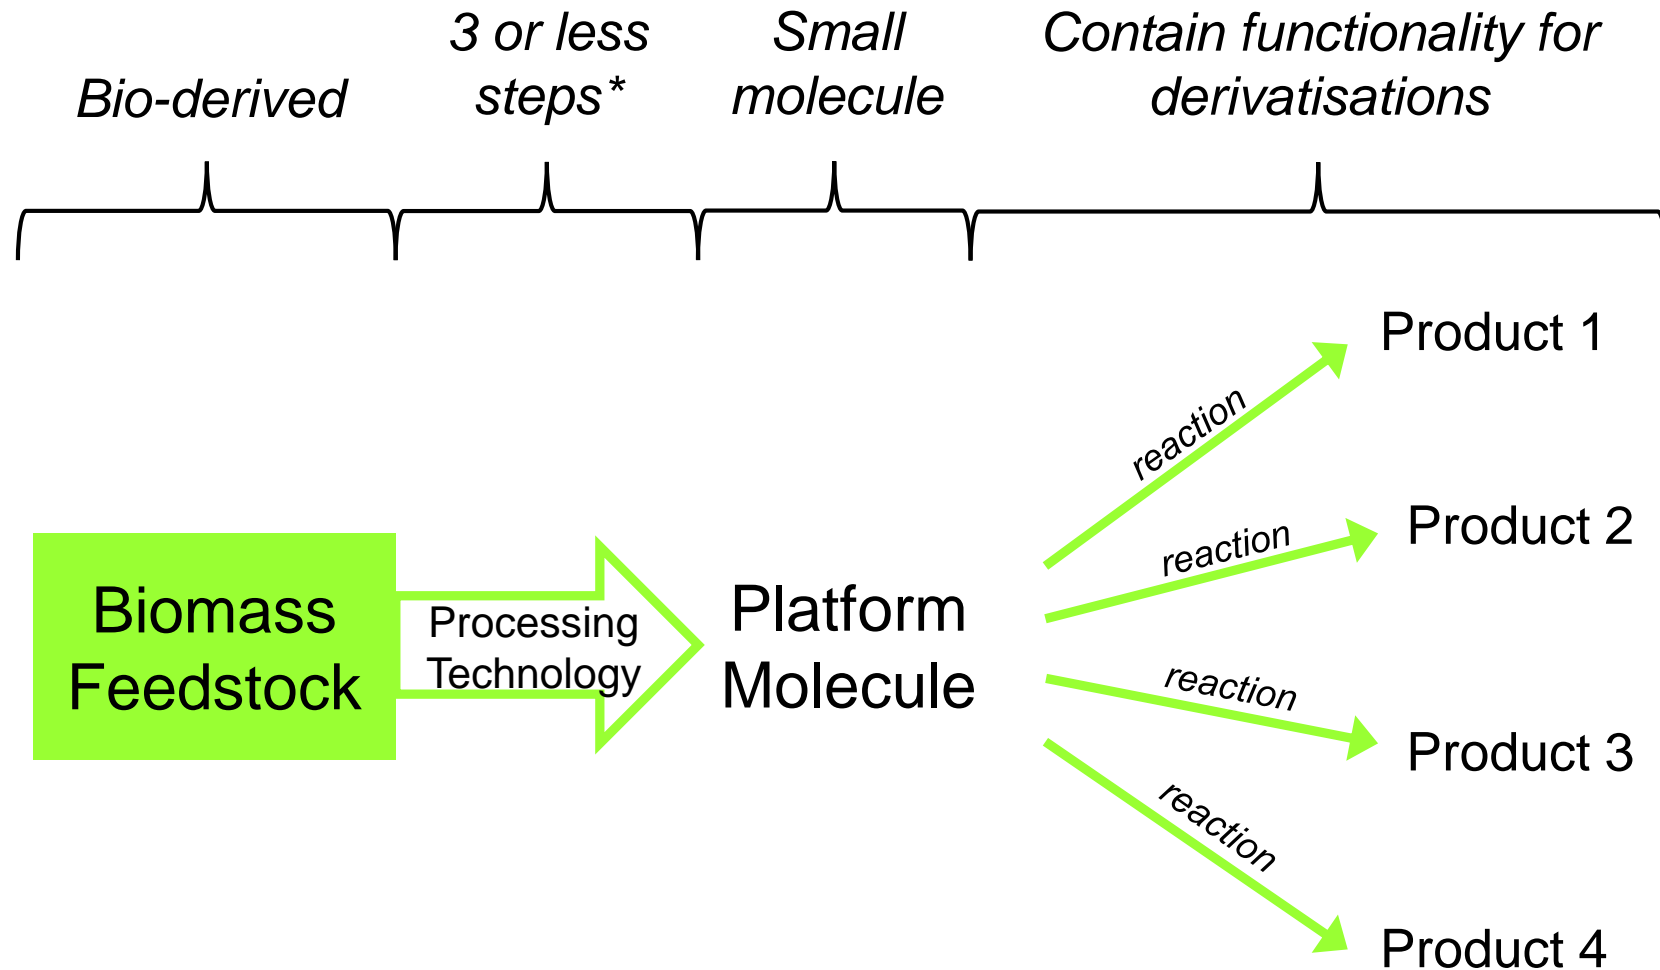 Bio-derived
3 or less
steps*
Small
molecule
Contain functionality for
derivatisations
Biomass
Feedstock
Processing
Technology
Platform
Molecule
reaction
Product 1
reaction
Product 2
reaction
Product 3
reaction
Product 4